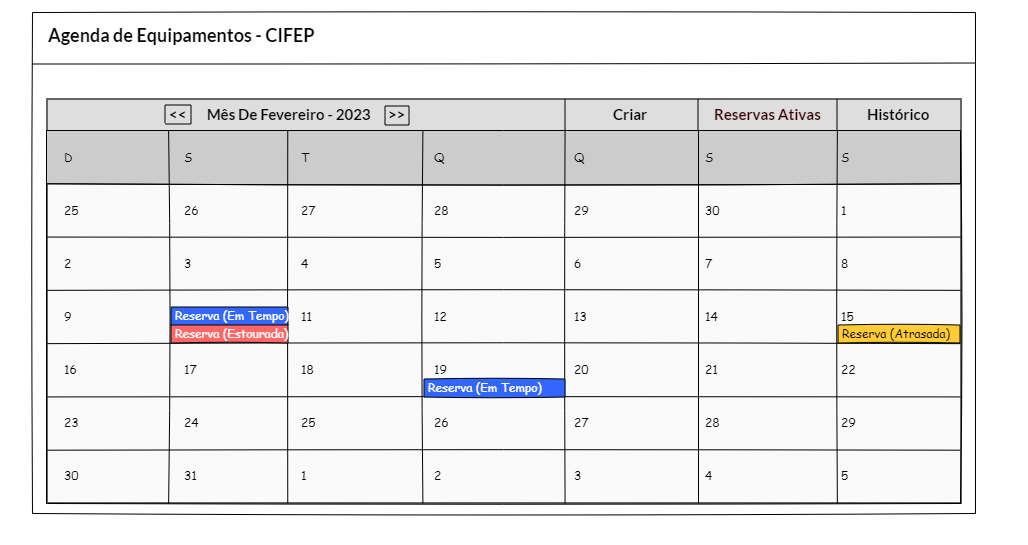 Agenda de Equipamentos - CIFEP
<< Mês De Fevereiro - 2023 >> Criar Reservas Ativas Histórico
D S T Q Q S S
25 26 27 28 29 30 1
2 3 4 5 6 7 8
9 Reserva (Em Tempo) 11 12 13 14 15
Reserva (Estourada) Reserva (Atrasada)
16 17 18 19 20 21 22
Reserva (Em Tempo)
23 24 25 26 27 28 29
30 31 1 2 3 4 5